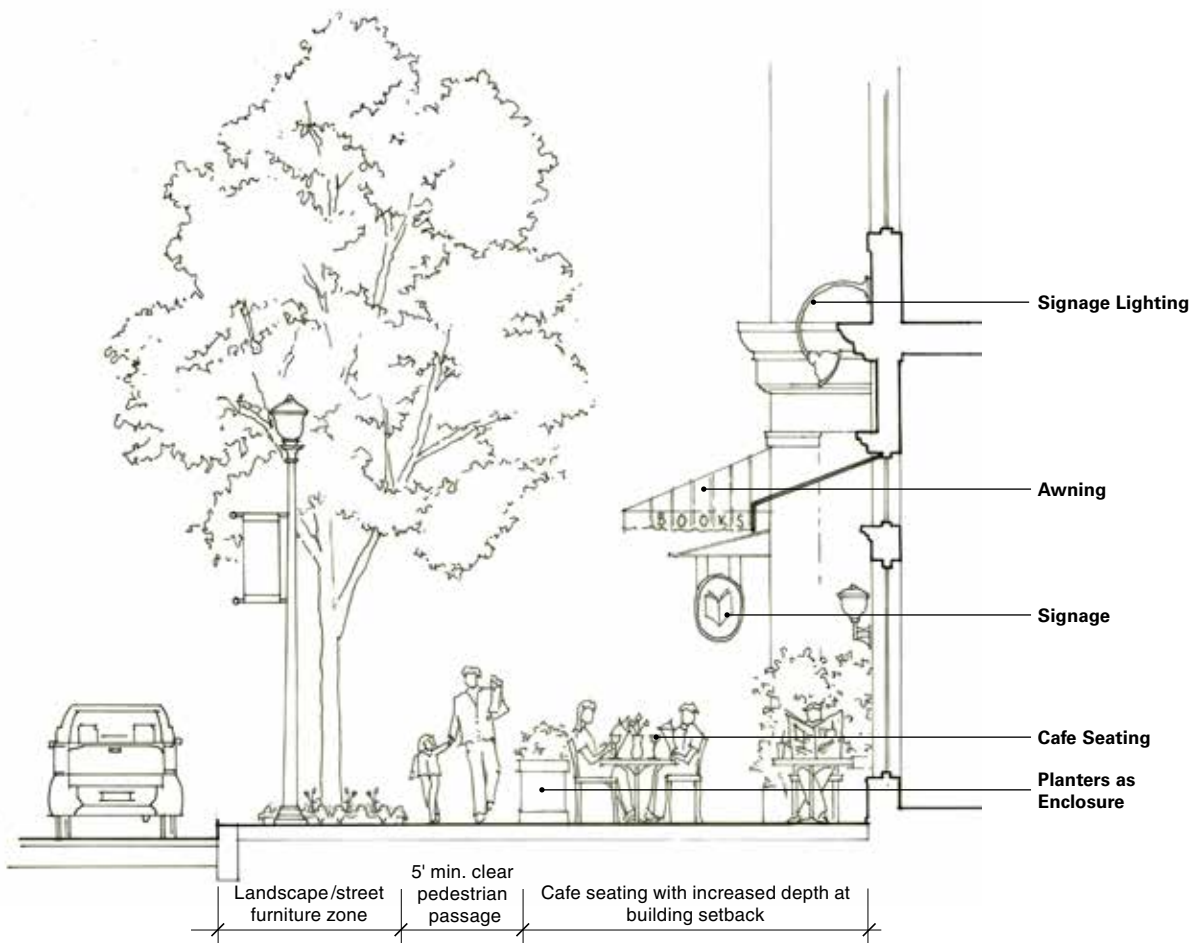 Signage Lighting
Awning
BOOKS
Signage
Cafe Seating
Planters as
Enclosure
Landscape/street
furniture zone
5' min. clear
pedestrian
passage
Cafe seating with increased depth at
building setback